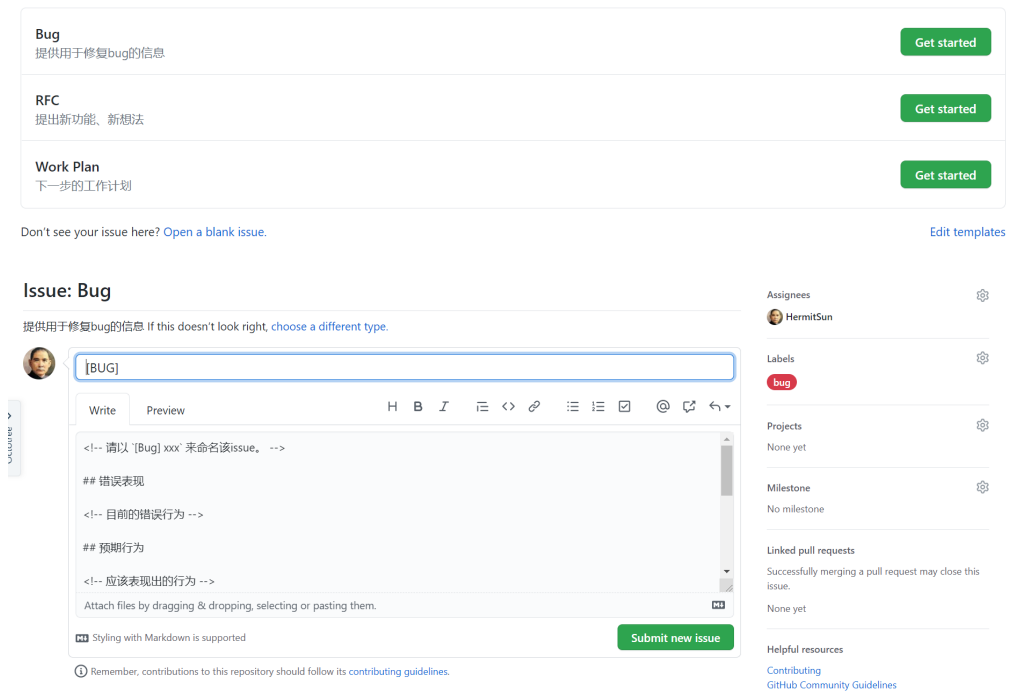 Bug
提供用于修复bug的信息
Get started
RFC
提出新功能、新想法
Get started
Work Plan
下一步的工作计划
Get started
Don't see your issue here? Open a blank issue.
Edit templates
Issue: Bug
提供用于修复bug的信息 If this doesn't look right, choose a different type.
[BUG]
Write
Preview
<!-- 请以 `[Bug] xxx` 来命名该issue。 -->
## 错误表现
<!-- 目前的错误行为 -->
## 预期行为
<!-- 应该表现出的行为 -->
Attach files by dragging & dropping, selecting or pasting them.
Styling with Markdown is supported
Submit new issue
Remember, contributions to this repository should follow its contributing guidelines.
Octotree
Assignees
HermitSun
Labels
bug
Projects
None yet
Milestone
No milestone
Linked pull requests
Successfully merging a pull request may close this
issue.
None yet
Helpful resources
Contributing
GitHub Community Guidelines